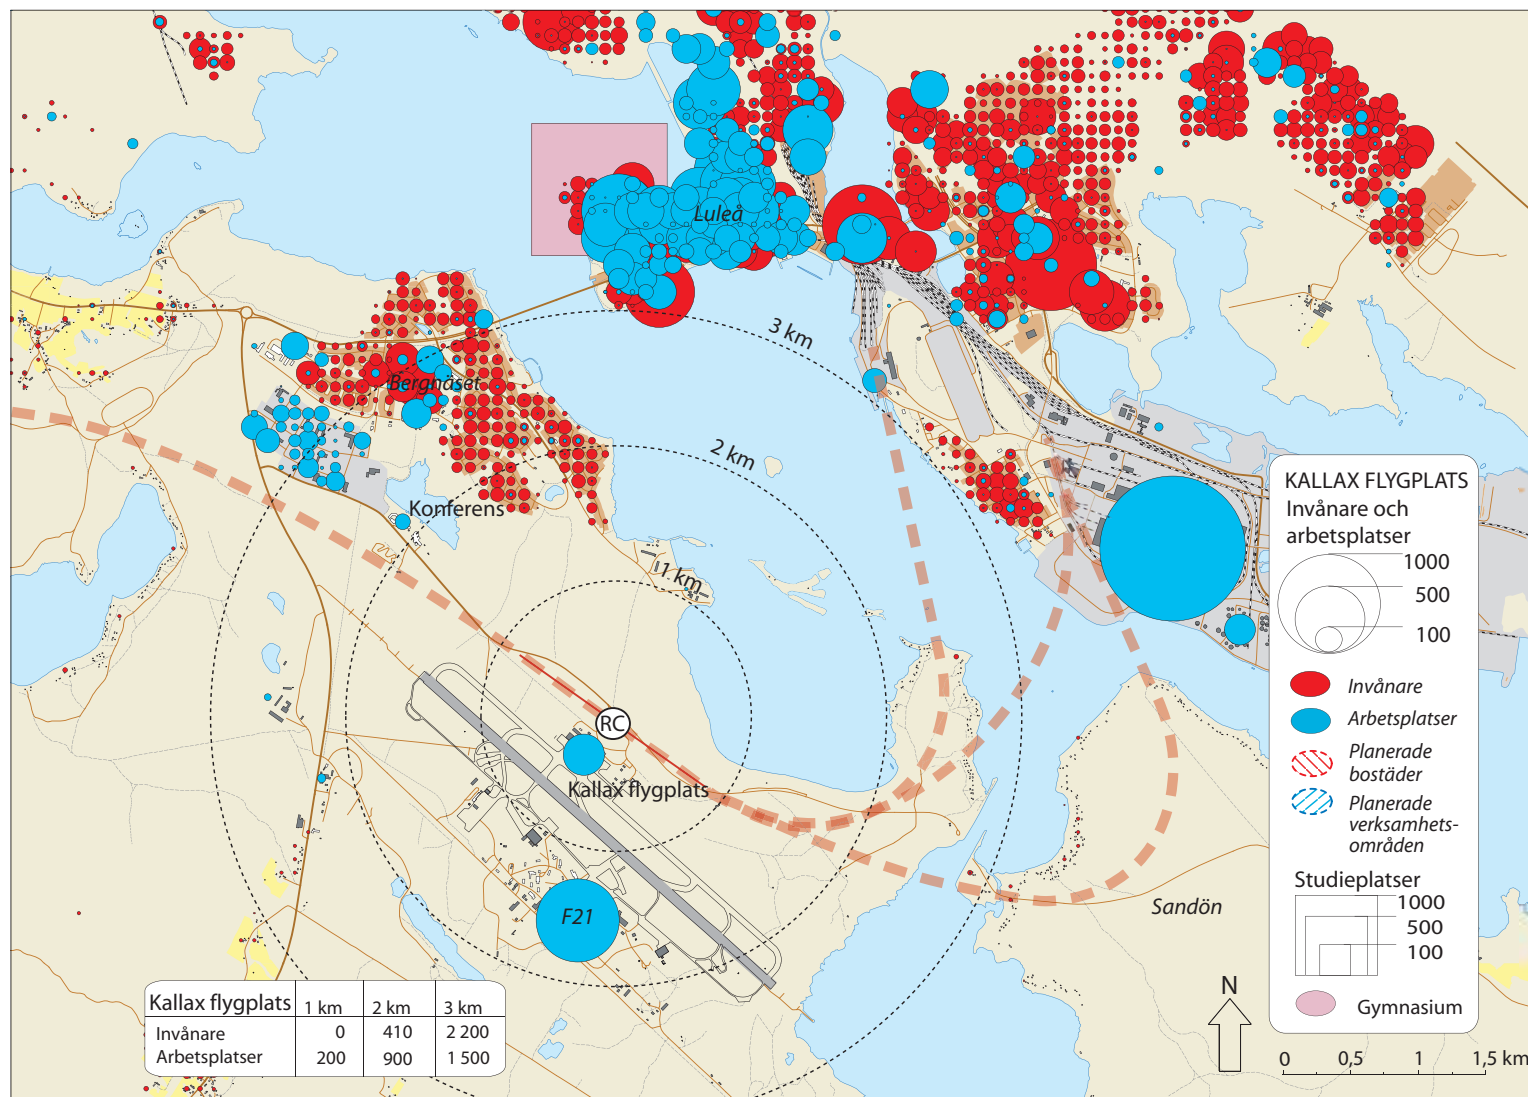 Luleå
3 km
Bergnäset
2 km
Konferens
1 km
RC
Kallax flygplats
F21
Sandön
KALLAX FLYGPLATS
Invånare och
arbetsplatser
1000
500
100
Invånare
Arbetsplatser
Planerade
bostäder
Planerade
verksamhets-
områden
Studieplatser
1000
500
100
Gymnasium
N
0 0,5 1 1,5 km
Kallax flygplats 1 km 2 km 3 km
Invånare 0 410 2 200
Arbetsplatser 200 900 1 500